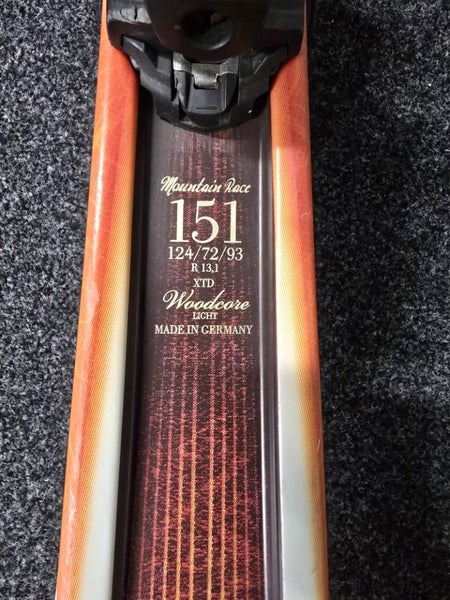 Mountain Race
151
124/72/93
R 13,1
XTD
Woodcore
LIGHT
MADE IN GERMANY